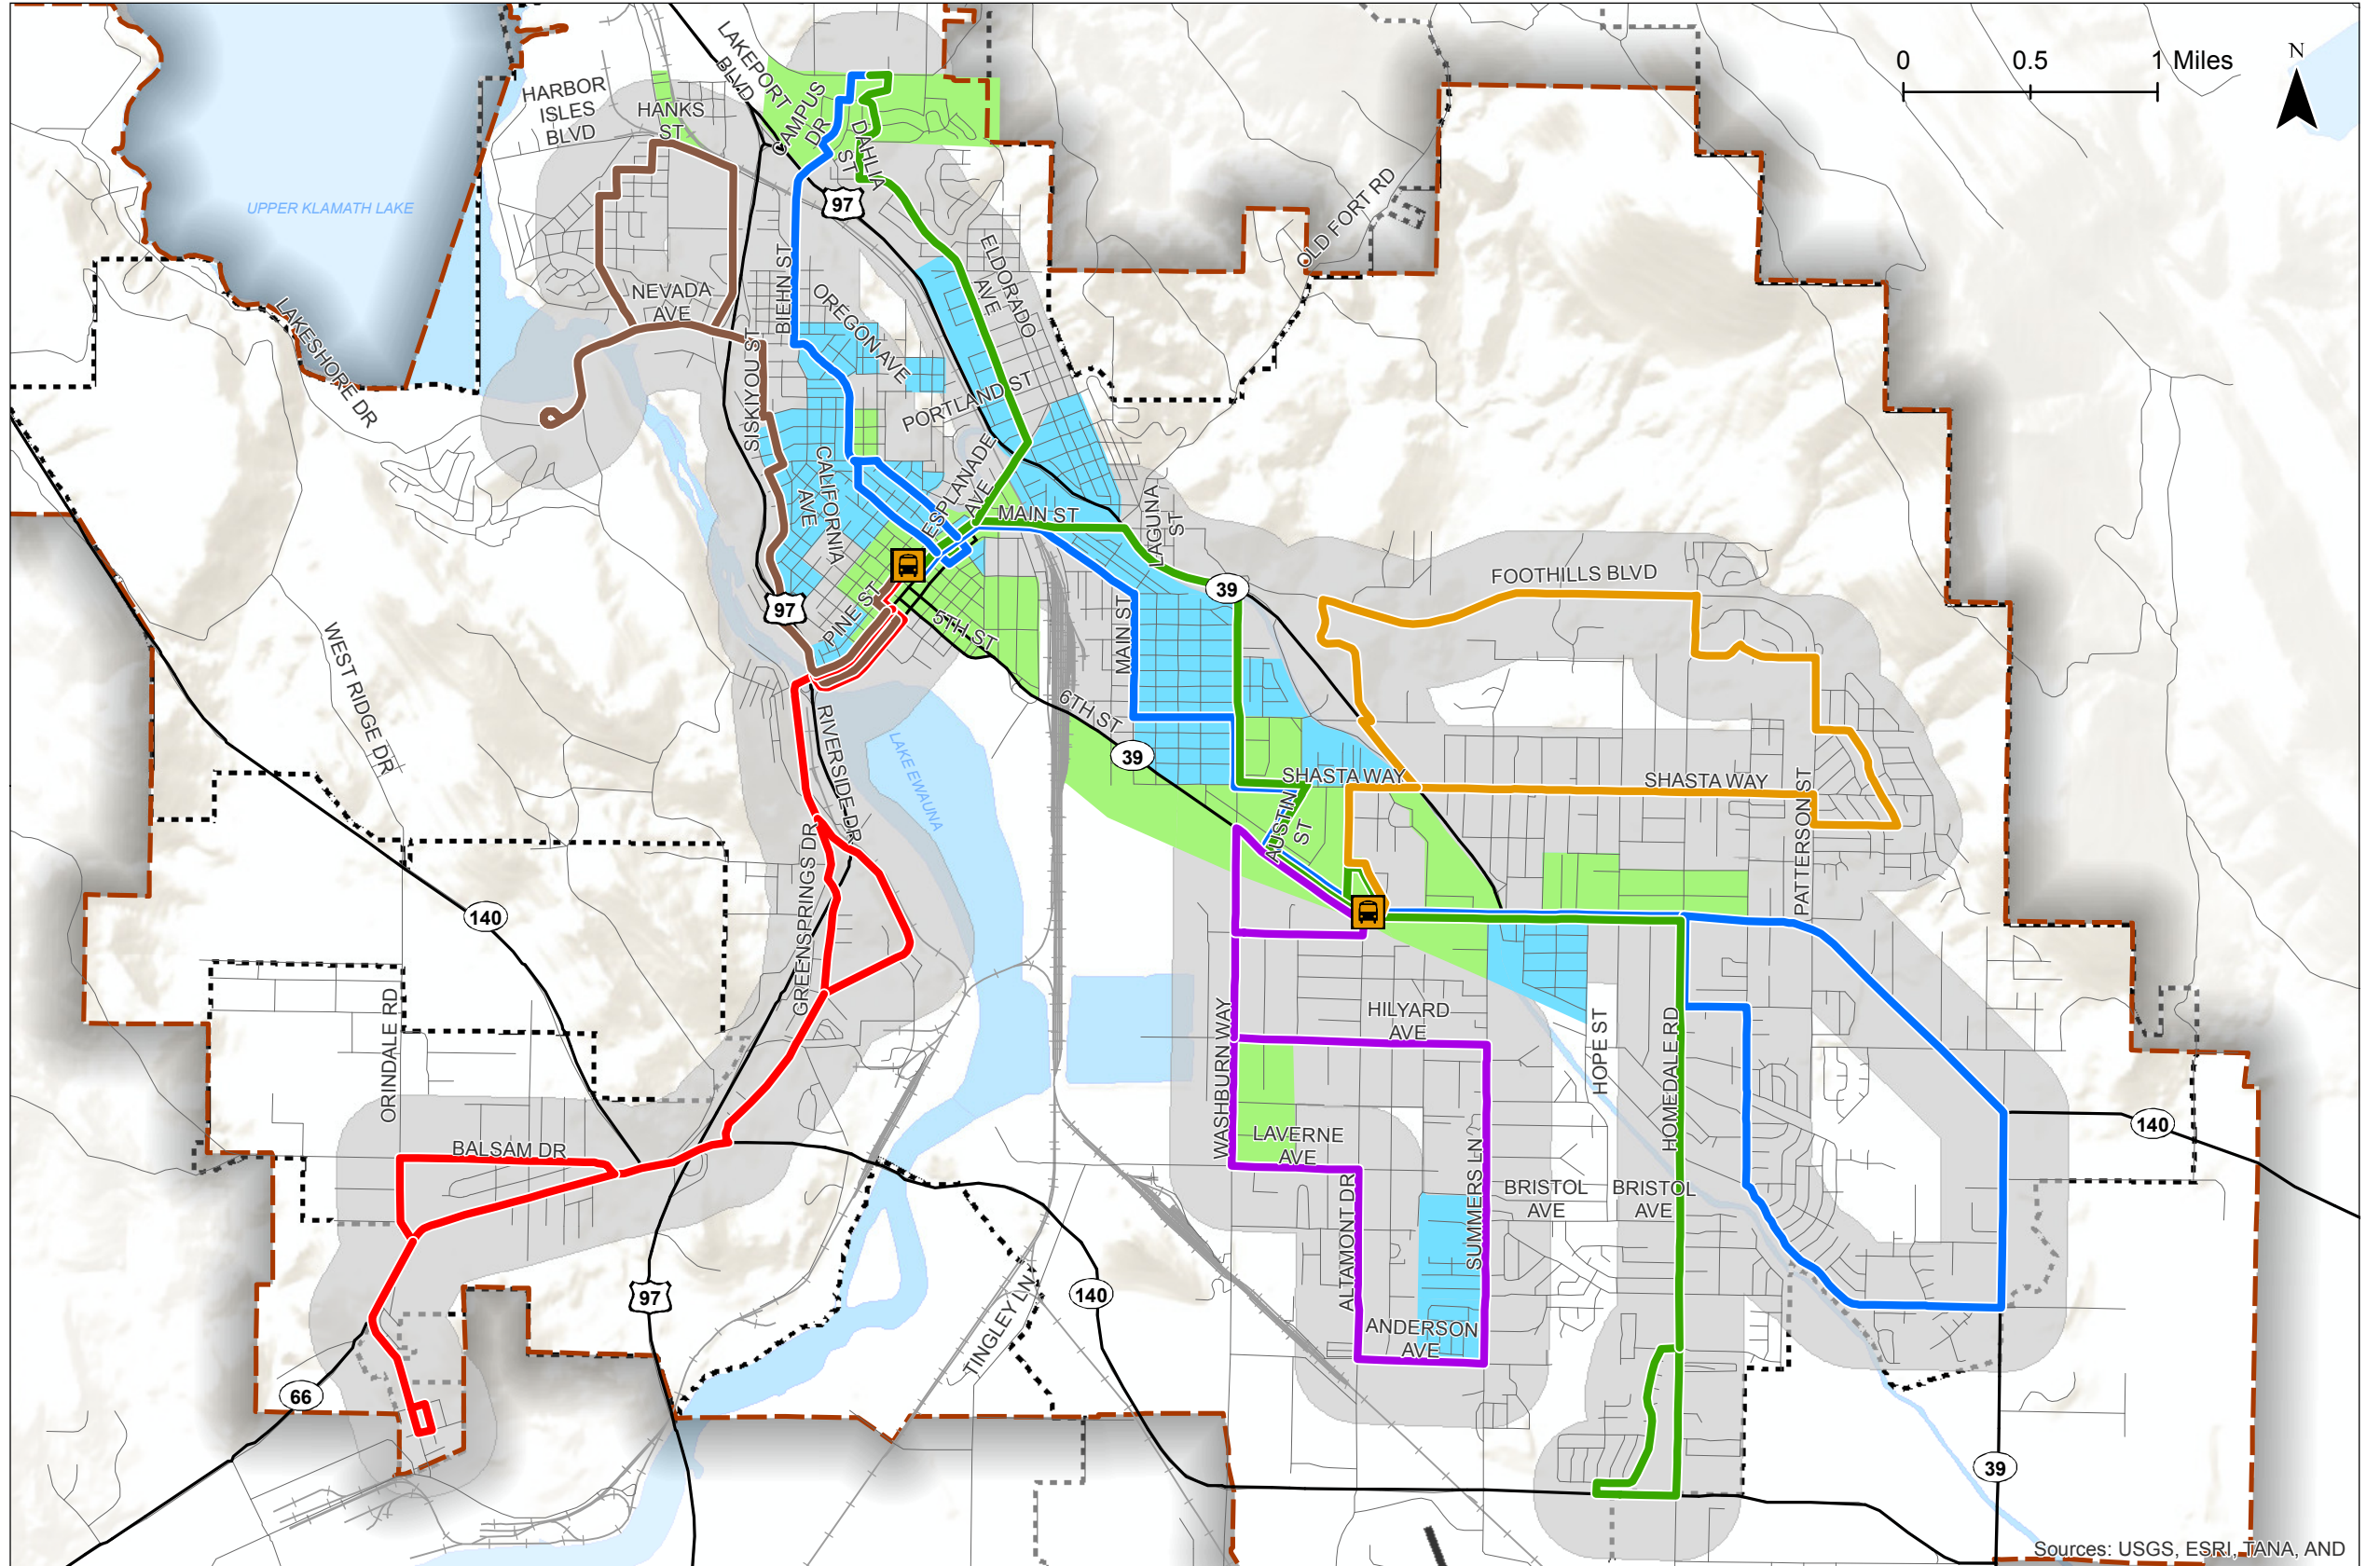 0 0.5 1 Miles
N
LAKEPORT
BLVD
HARBOR
ISLES
BLVD
HANKS
ST
CAMPUS
DR
DAHLIA
ST
97
UPPER KLAMATH LAKE
OLD FORT RD
ELDORADO
AVE
BIEHN ST
NEVADA
AVE
OREGON AVE
LAKESHORE DR
SISKIYOU ST
PORTLAND ST
CALIFORNIA
AVE
ESPLANADE
AVE
MAIN ST
LAGUNA
ST
39
FOOTHILLS BLVD
97
PINE ST
5TH ST
MAIN ST
WEST RIDGE DR
6TH ST
39
RIVERSIDE DR
LAKE EWAUNA
SHASTA WAY
SHASTA WAY
PATTERSON ST
AUSTIN
ST
GREENSPRINGS DR
140
ORINDALE RD
WASHBURN WAY
HILYARD
AVE
HOPE ST
HOMEDALE RD
140
BALSAM DR
LAVERNE
AVE
SUMMERS LN
BRISTOL
AVE
BRISTOL
AVE
ALTAMONT DR
97
140
TINGLEY LN
ANDERSON
AVE
66
39
Sources: USGS, ESRI, TANA, AND